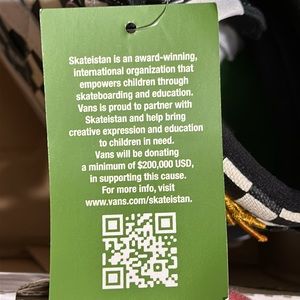 Skateistan is an award-winning,
international organization that
empowers children through
skateboarding and education.
Vans is proud to partner with
Skateistan and help bring
creative expression and education
to children in need.
Vans will be donating
a minimum of $200,000 USD,
in supporting this cause.
For more info, visit
www.vans.com/skateistan.